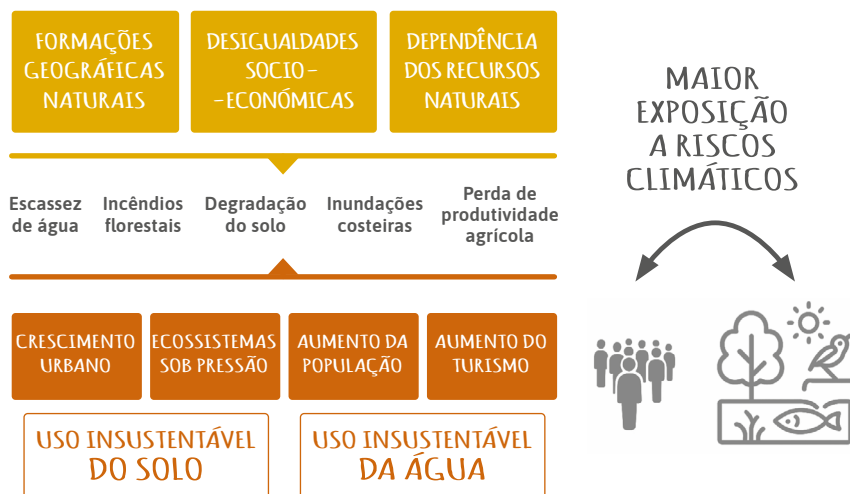 FORMAÇÕES
GEOGRÁFICAS
NATURAIS
DESIGUALDADES
SOCIO-
-ECONÓMICAS
DEPENDÊNCIA
DOS RECURSOS
NATURAIS
MAIOR
EXPOSIÇÃO
A RISCOS
CLIMÁTICOS
Escassez
de água
Incêndios
florestais
Degradação
do solo
Inundações
costeiras
Perda de
produtividade
agrícola
CRESCIMENTO
URBANO
ECOSSISTEMAS
SOB PRESSÃO
AUMENTO DA
POPULAÇÃO
AUMENTO DO
TURISMO
USO INSUSTENTÁVEL
DO SOLO
USO INSUSTENTÁVEL
DA ÁGUA